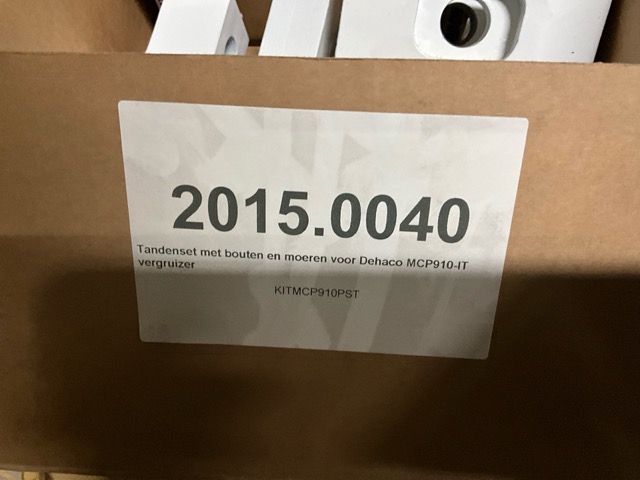 2015.0040
Tandenset met bouten en moeren voor Dehaco MCP910-IT
vergruizer
KITMCP910PST